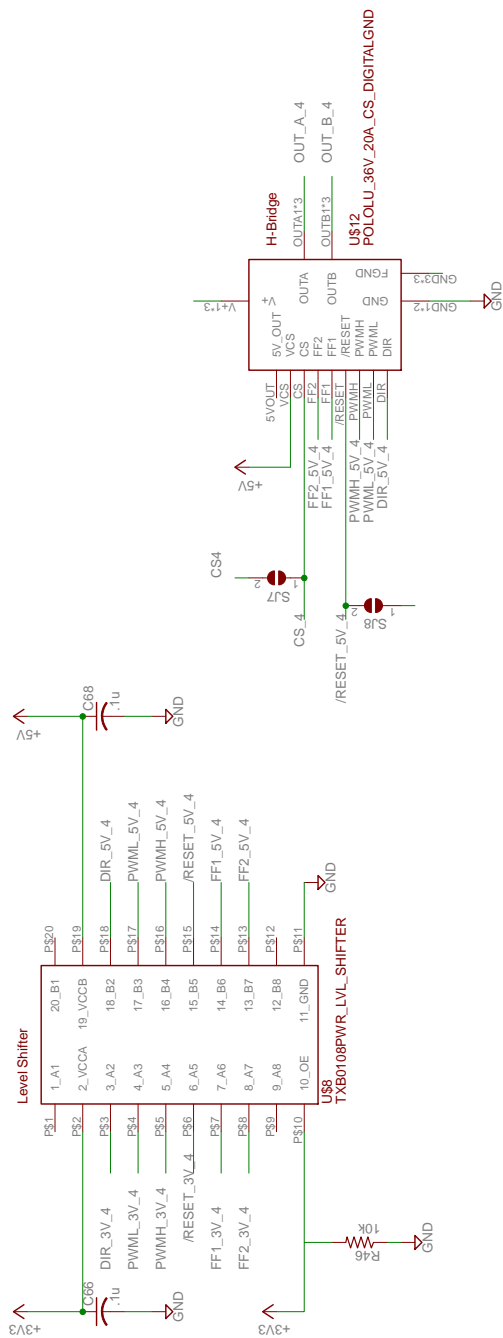 Level Shifter
+3V3
C66
.1u
GND
+5V
C68
.1u
GND
P$1
1_A1
20_B1
P$20
P$2
2_VCCA
19_VCCB
P$19
DIR_3V_4
P$3
3_A2
18_B2
P$18
DIR_5V_4
PWML_3V_4
P$4
4_A3
17_B3
P$17
PWML_5V_4
PWMH_3V_4
P$5
5_A4
16_B4
P$16
PWMH_5V_4
/RESET_3V_4
P$6
6_A5
15_B5
P$15
/RESET_5V_4
FF1_3V_4
P$7
7_A6
14_B6
P$14
FF1_5V_4
FF2_3V_4
P$8
8_A7
13_B7
P$13
FF2_5V_4
P$9
9_A8
12_B8
P$12
P$10
10_OE
11_GND
P$11
GND
U$8
TXB0108PWR_LVL_SHIFTER
+3V3
R46
10k
GND
H-Bridge
V+1*3
V+
+5V
5VOUT
5V_OUT
VCS
VCS
CS4
SJ7
2
1
CS_4
CS
CS
FF2_5V_4
FF2
FF2
FF1_5V_4
FF1
FF1
/RESET_5V_4
/RESET
/RESET
SJ8
2
1
PWMH_5V_4
PWMH
PWMH
PWML_5V_4
PWML
PWML
DIR_5V_4
DIR
DIR
OUTA
OUTA1*3
OUT_A_4
OUTB
OUTB1*3
OUT_B_4
GND
GND1*2
FGND
GND3*3
GND
U$12
POLOLU_36V_20A_CS_DIGITALGND